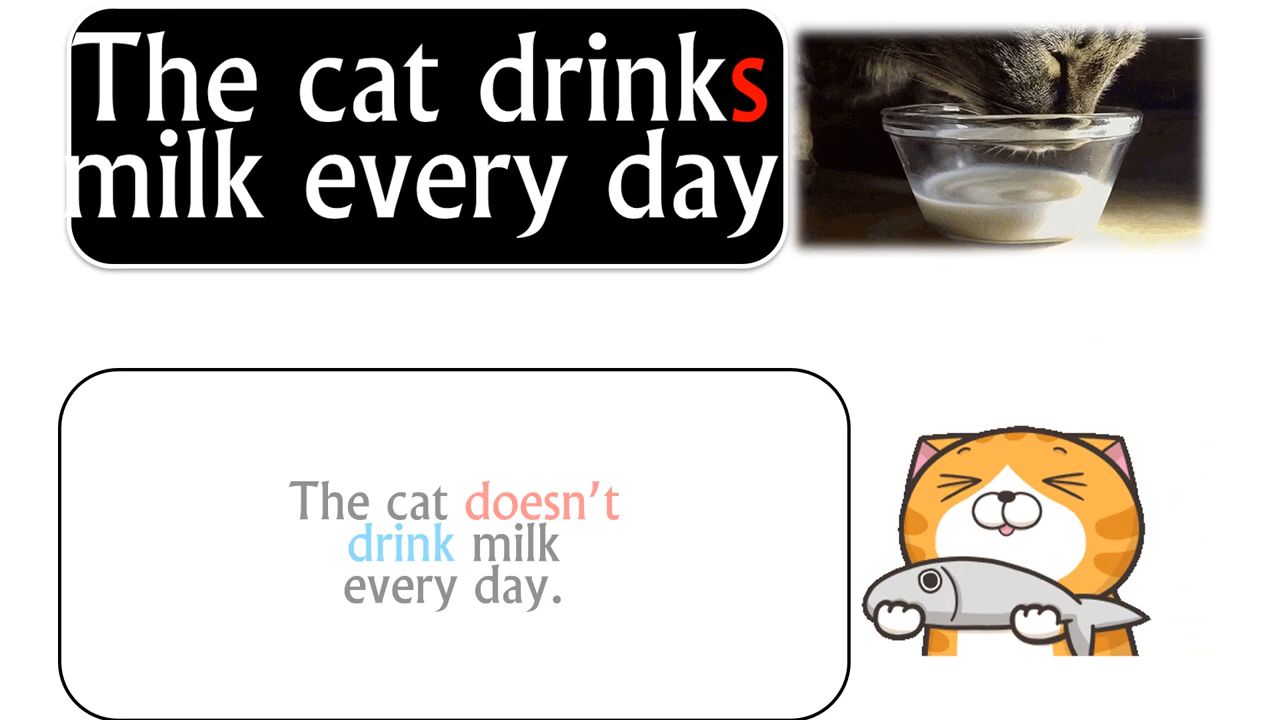 The cat drinks
milk every day
The cat doesn’t
drink milk
every day.